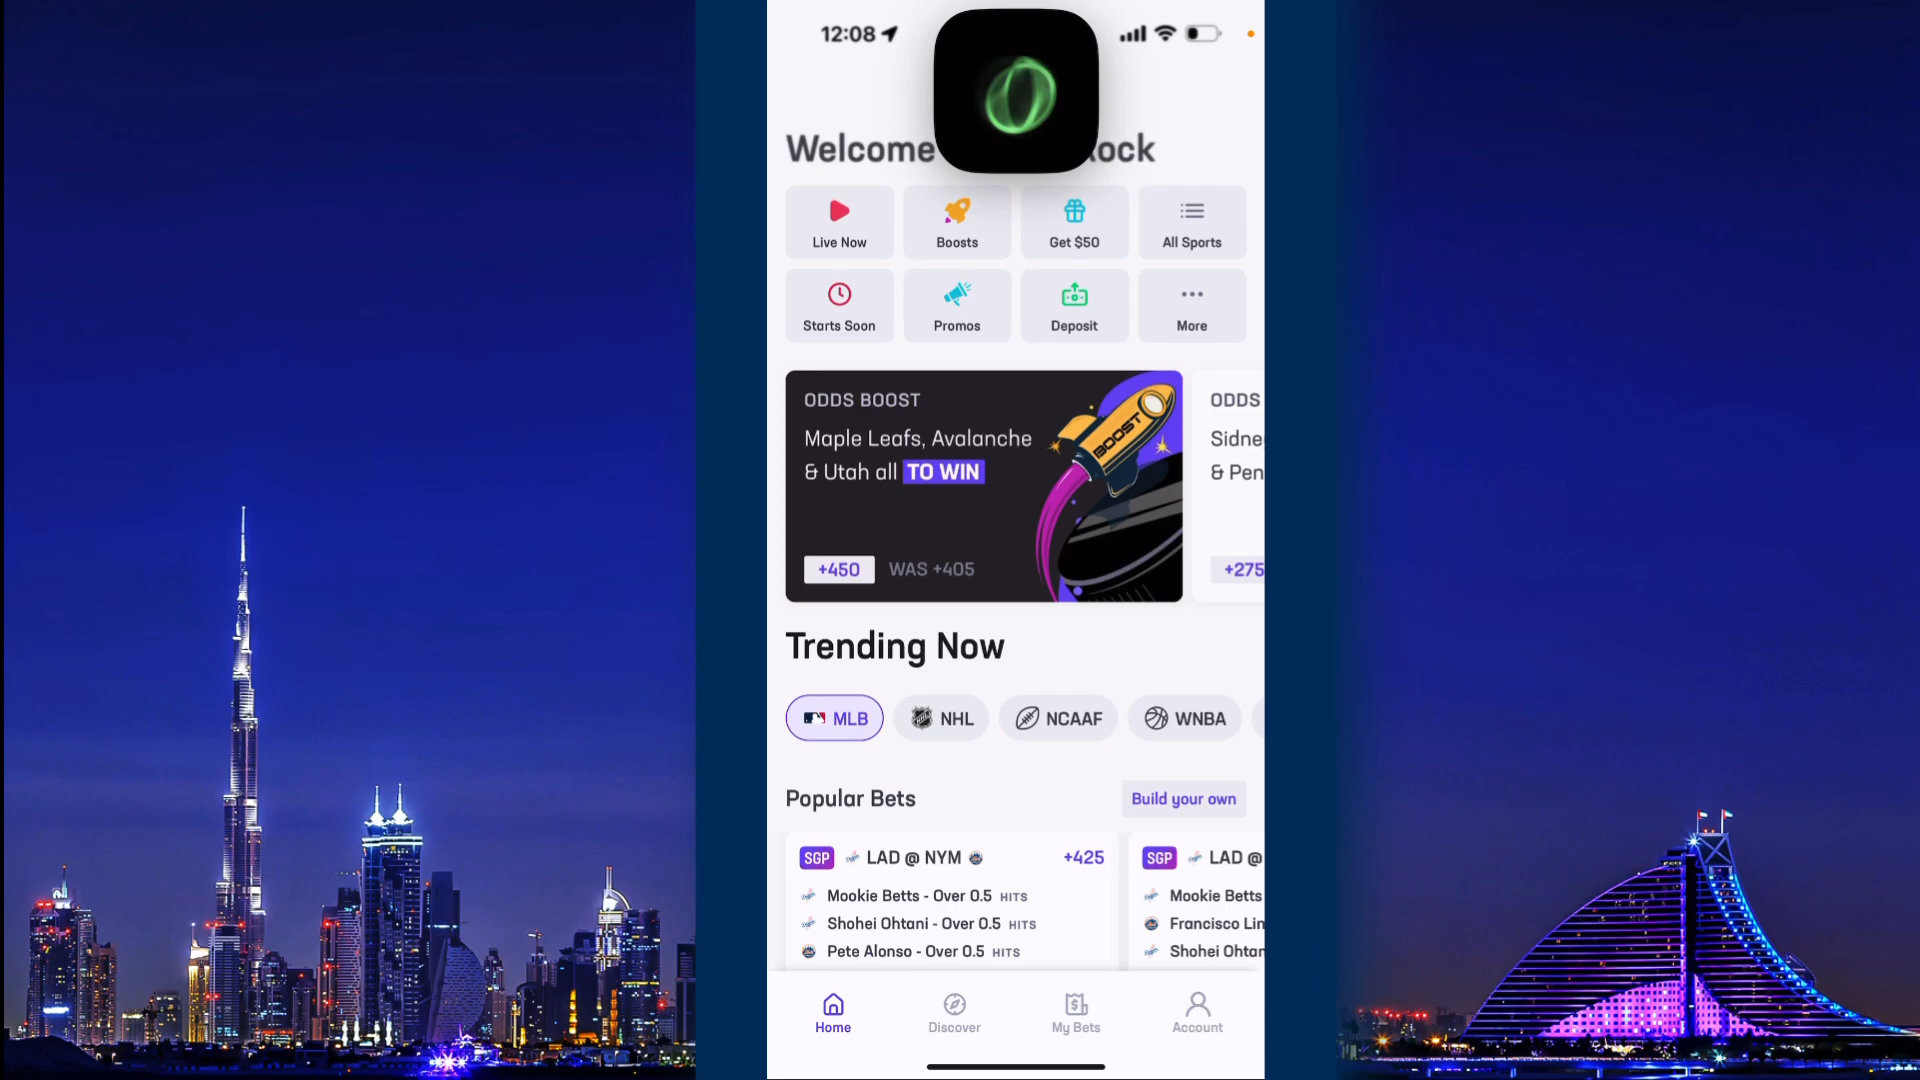 12:08
Welcome ock
Live Now
Boosts
Get $50
All Sports
Starts Soon
Promos
Deposit
More
ODDS BOOST
Maple Leafs, Avalanche
& Utah all TO WIN
BOOST
+450 WAS +405
ODDS
Sidne
& Pen
+275
Trending Now
MLB
NHL
NCAAF
WNBA
Popular Bets
Build your own
SGP LAD @ NYM +425
Mookie Betts - Over 0.5 HITS
Shohei Ohtani - Over 0.5 HITS
Pete Alonso - Over 0.5 HITS
SGP LAD @
Mookie Betts
Francisco Lin
Shohei Ohtan
Home
Discover
My Bets
Account